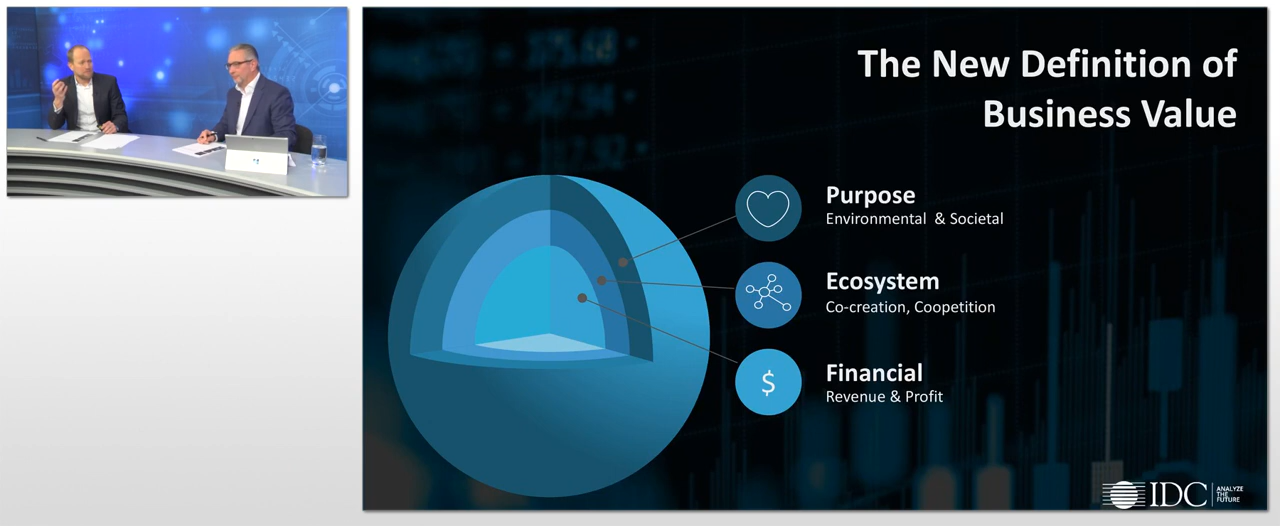 The New Definition of
Business Value
Purpose
Environmental & Societal
Ecosystem
Co-creation, Coopetition
$
Financial
Revenue & Profit
IDC
ANALYZE
THE
FUTURE